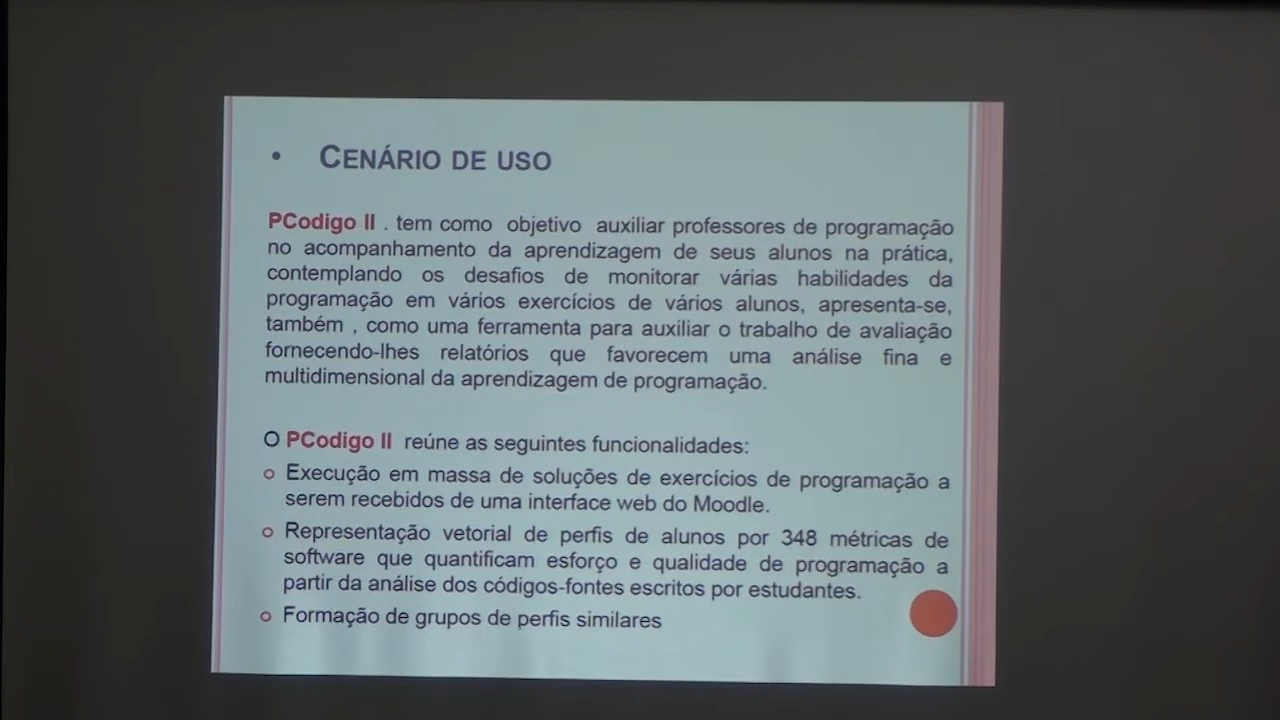 • CENÁRIO DE USO
PCodigo II . tem como objetivo auxiliar professores de programação
no acompanhamento da aprendizagem de seus alunos na prática,
contemplando os desafios de monitorar várias habilidades da
programação em vários exercícios de vários alunos, apresenta-se,
também , como uma ferramenta para auxiliar o trabalho de avaliação
fornecendo-lhes relatórios que favorecem uma análise fina e
multidimensional da aprendizagem de programação.
O PCodigo II reúne as seguintes funcionalidades:
Execução em massa de soluções de exercícios de programação a
serem recebidos de uma interface web do Moodle.
Representação vetorial de perfis de alunos por 348 métricas de
software que quantificam esforço e qualidade de programação a
partir da análise dos códigos-fontes escritos por estudantes.
Formação de grupos de perfis similares